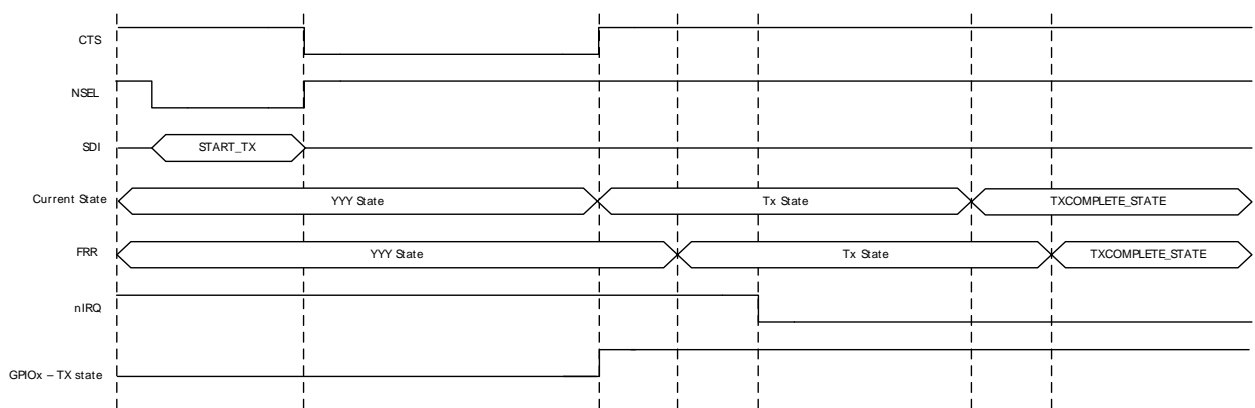 CTS
NSEL
SDI START_TX
Current State YYY State Tx State TXCOMPLETE_STATE
FRR YYY State Tx State TXCOMPLETE_STATE
nIRQ
GPIOx – TX state